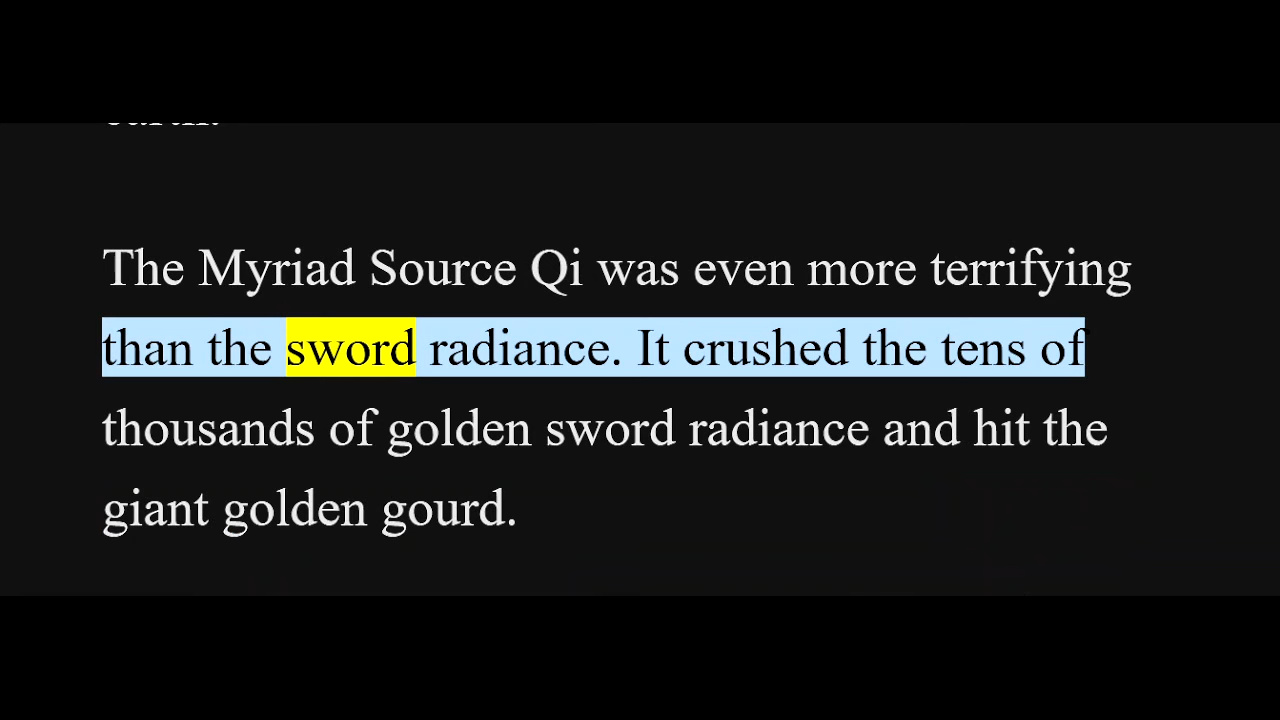 The Myriad Source Qi was even more terrifying
than the sword radiance. It crushed the tens of
thousands of golden sword radiance and hit the
giant golden gourd.